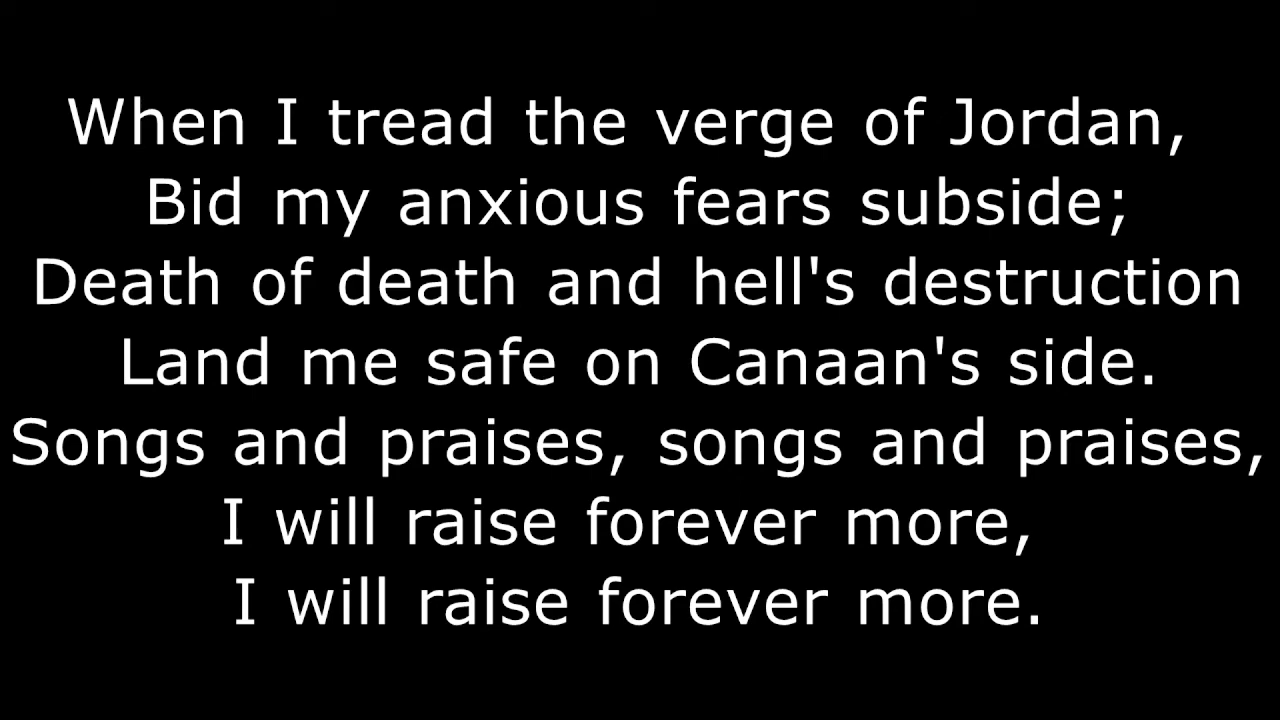 When I tread the verge of Jordan,
Bid my anxious fears subside;
Death of death and hell's destruction
Land me safe on Canaan's side.
Songs and praises, songs and praises,
I will raise forever more,
I will raise forever more.